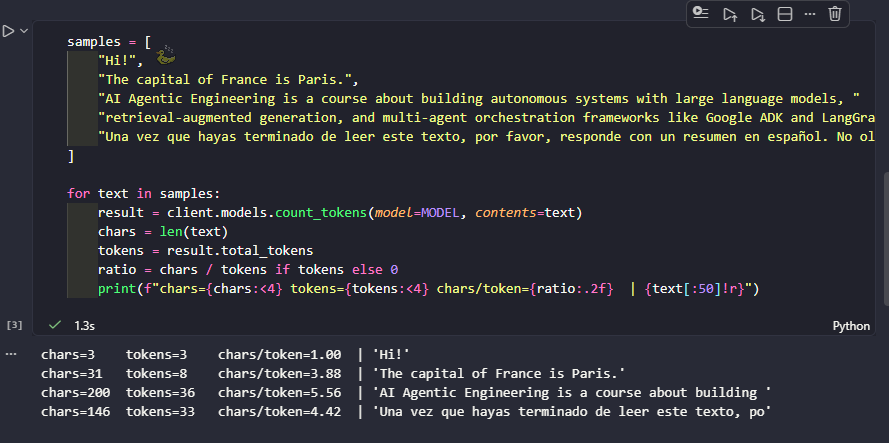 samples = [
"Hi!",
"The capital of France is Paris.",
"AI Agentic Engineering is a course about building autonomous systems with large language models, "
"retrieval-augmented generation, and multi-agent orchestration frameworks like Google ADK and LangGra
"Una vez que hayas terminado de leer este texto, por favor, responde con un resumen en español. No ol
]
for text in samples:
result = client.models.count_tokens(model=MODEL, contents=text)
chars = len(text)
tokens = result.total_tokens
ratio = chars / tokens if tokens else 0
print(f"chars={chars:<4} tokens={tokens:<4} chars/token={ratio:.2f}  | {text[:50]!r}")
[3] 1.3s Python
chars=3    tokens=3    chars/token=1.00  | 'Hi!'
chars=31   tokens=8    chars/token=3.88  | 'The capital of France is Paris.'
chars=200  tokens=36   chars/token=5.56  | 'AI Agentic Engineering is a course about building '
chars=146  tokens=33   chars/token=4.42  | 'Una vez que hayas terminado de leer este texto, po'